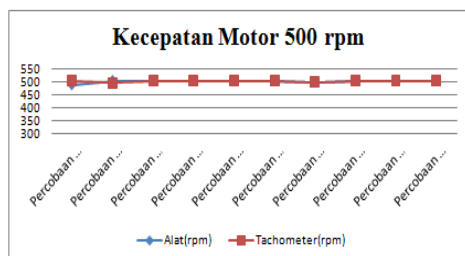 Kecepatan Motor 500 rpm
550
500
450
400
350
300
Percobaan ...
Percobaan ...
Percobaan ...
Percobaan ...
Percobaan ...
Percobaan ...
Percobaan ...
Percobaan ...
Percobaan ...
Percobaan ...
Alat(rpm) Tachometer(rpm)